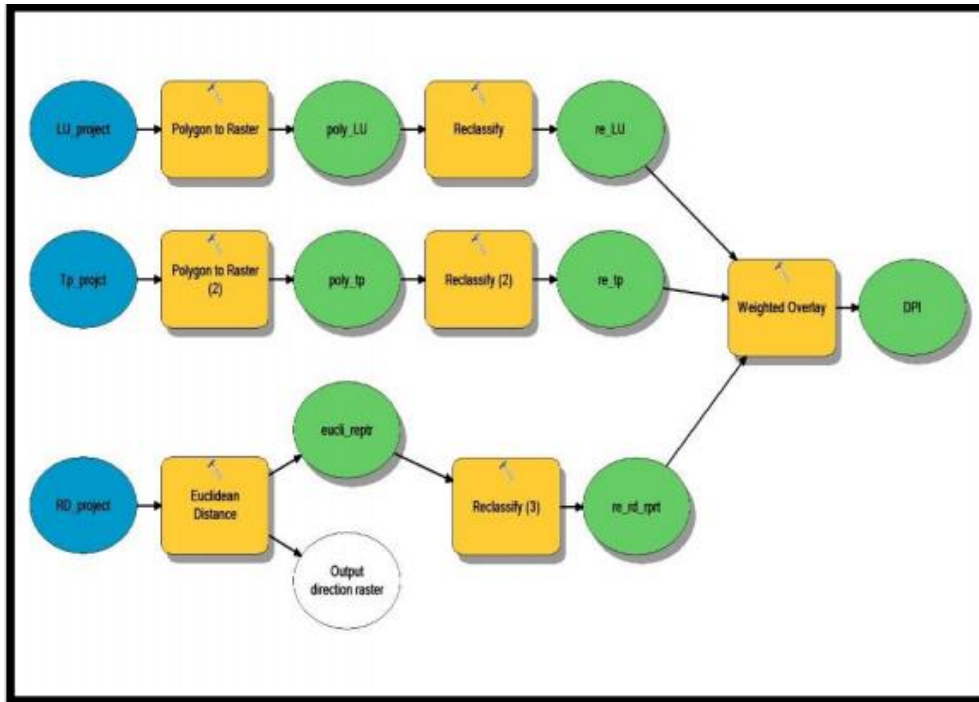 LU_project
Polygon to Raster
poly_LU
Reclassify
re_LU
Tp_projct
Polygon to Raster
(2)
poly_tp
Reclassify (2)
re_tp
Weighted Overlay
DPI
eucli_reptr
RD_project
Euclidean
Distance
Reclassify (3)
re_rd_rprt
Output
direction raster